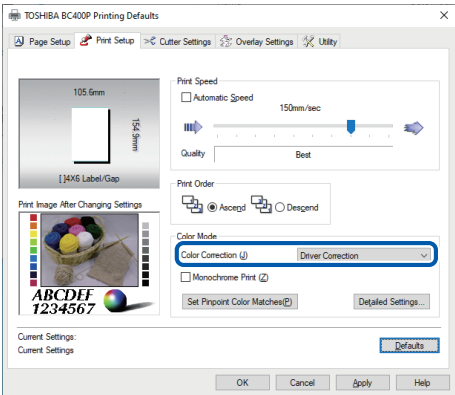 TOSHIBA BC400P Printing Defaults
Page Setup Print Setup Cutter Settings Overlay Settings Utility
105.6mm
154.9mm
[ ]4X6 Label/Gap
Print Image After Changing Settings
ABCDEF
1234567
Print Speed
Automatic Speed
150mm/sec
Quality Best
Print Order
Ascend Descend
Color Mode
Color Correction (J) Driver Correction
Monochrome Print (Z)
Set Pinpoint Color Matches(P) Detailed Settings...
Current Settings:
Current Settings
Defaults
OK Cancel Apply Help